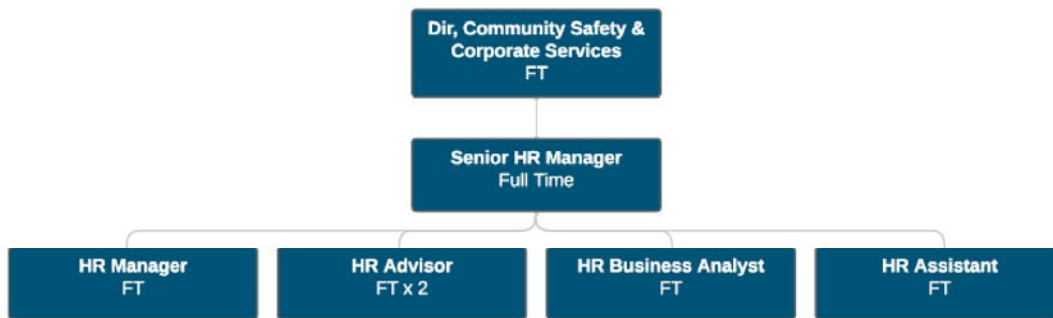 Dir, Community Safety &
Corporate Services
FT
Senior HR Manager
Full Time
HR Manager
FT
HR Advisor
FT x 2
HR Business Analyst
FT
HR Assistant
FT